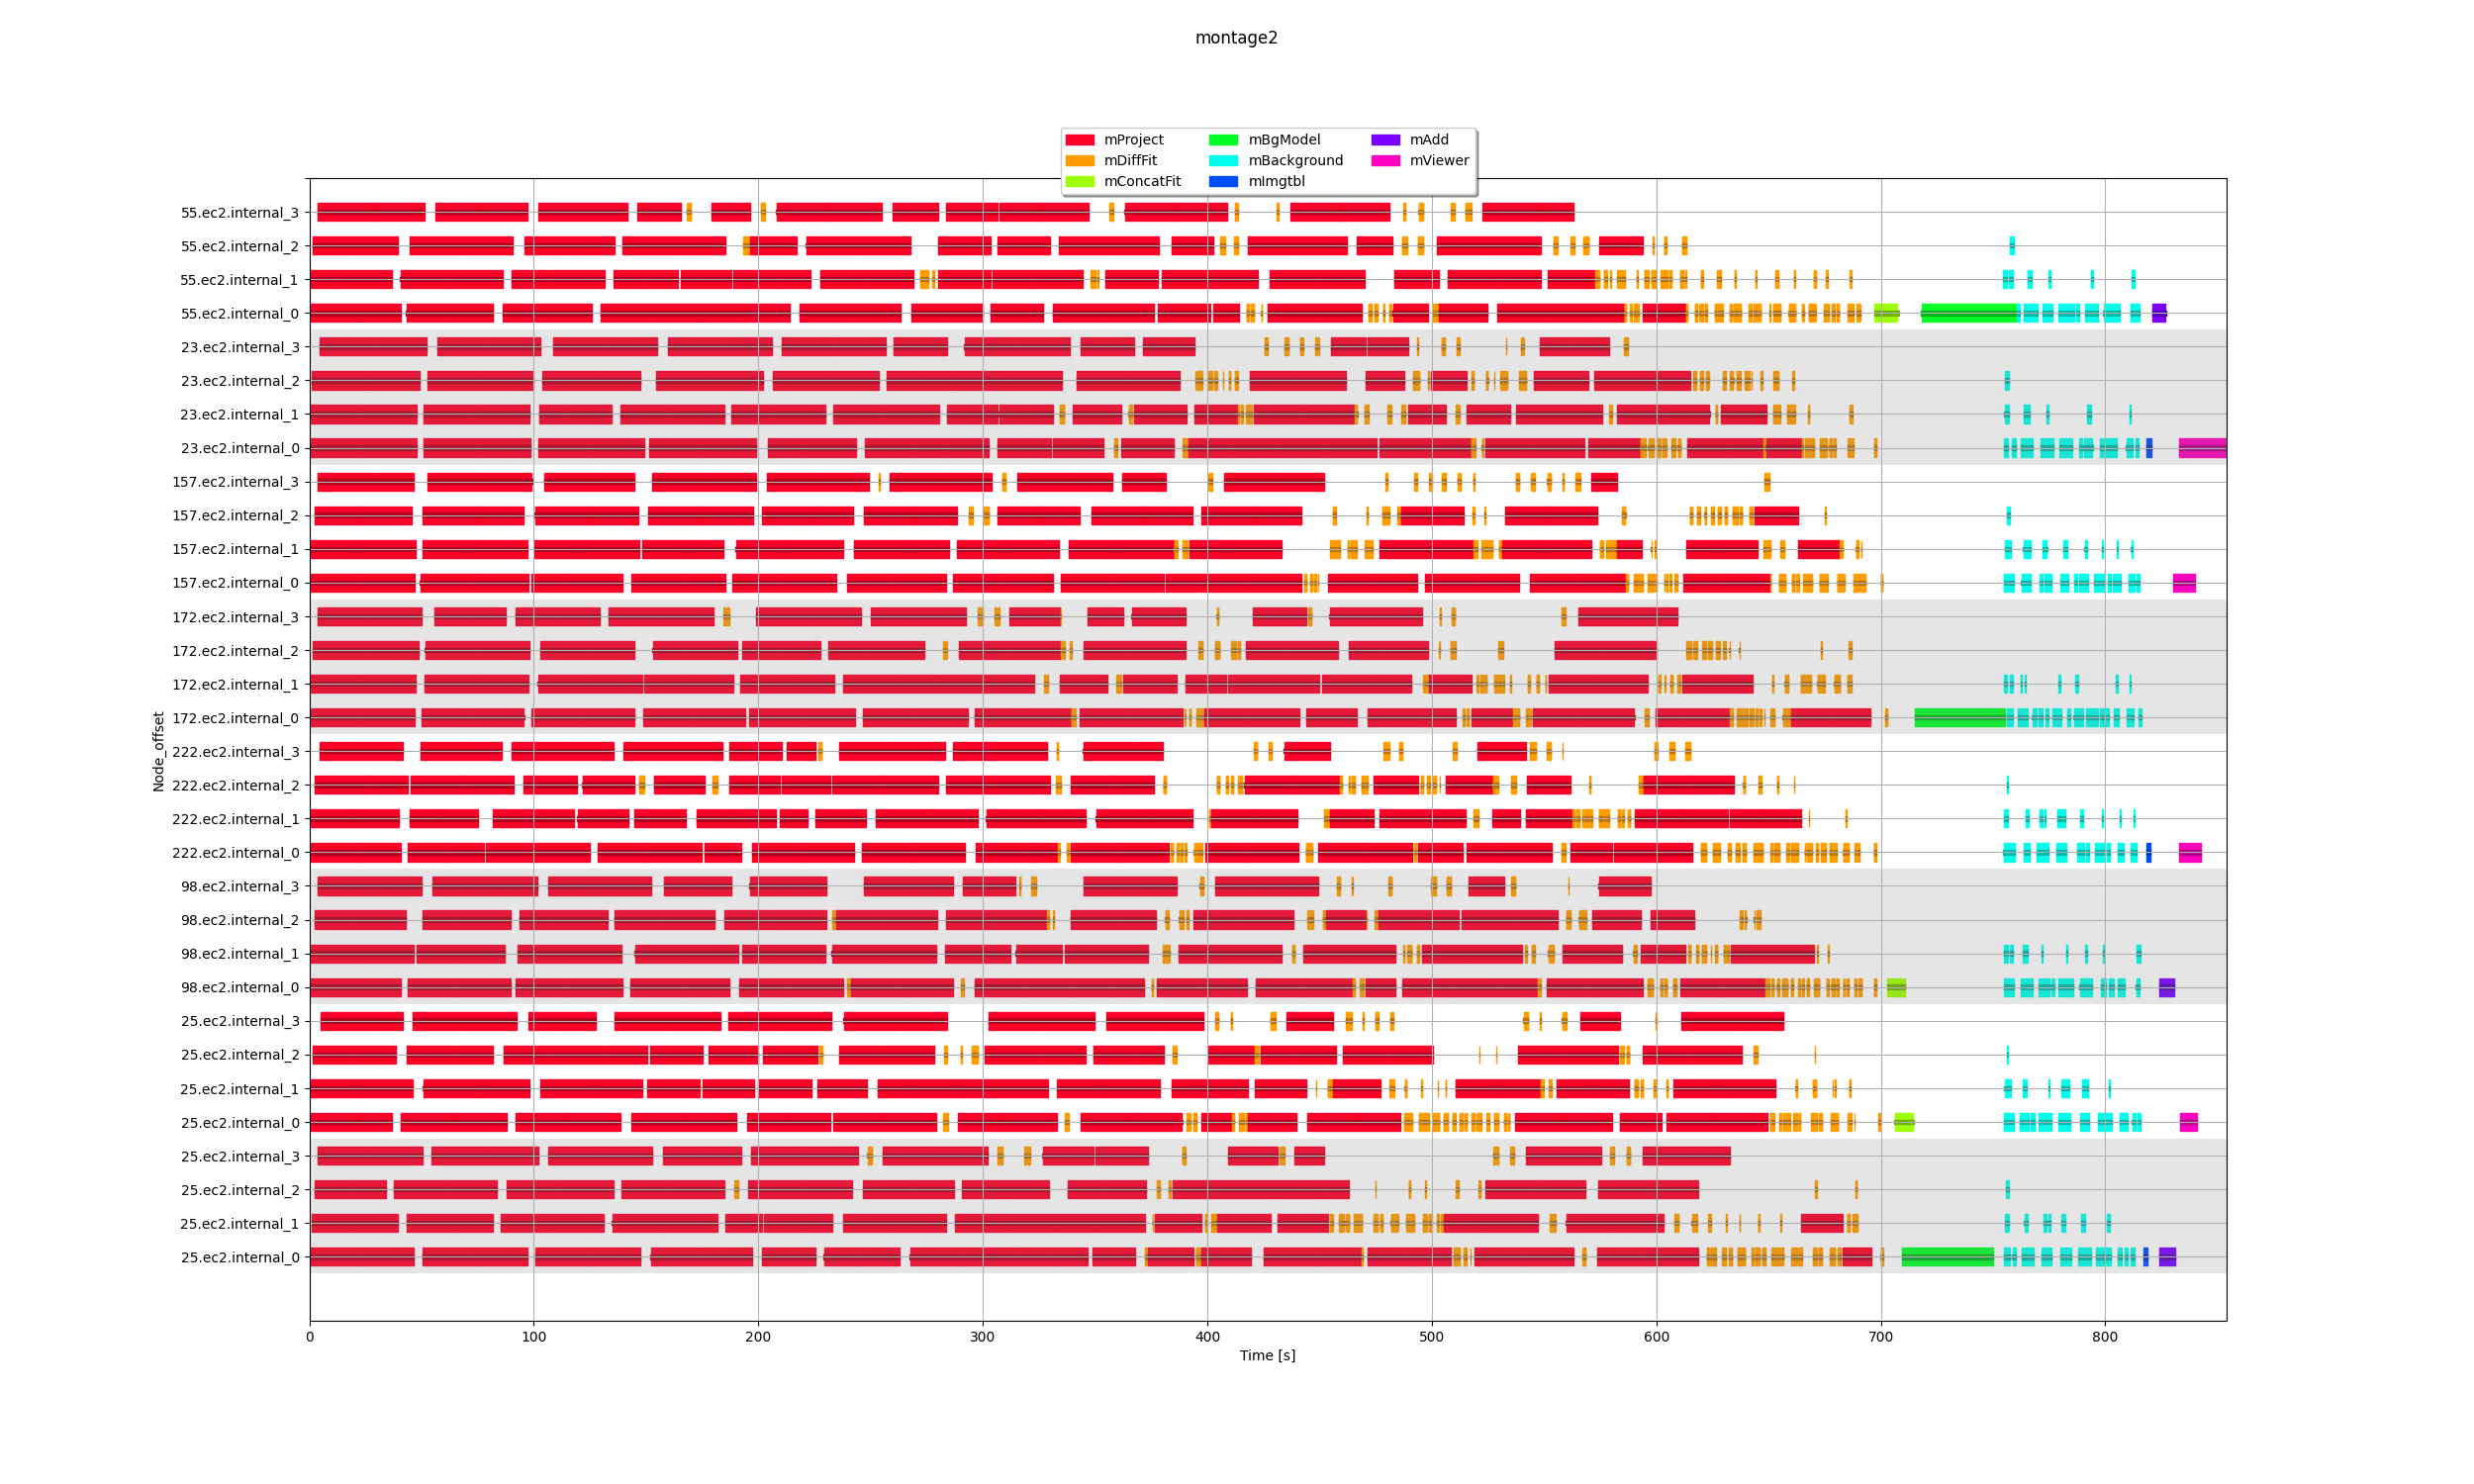 montage2
mProject
mDiffFit
mConcatFit
mBgModel
mBackground
mImgtbl
mAdd
mViewer
55.ec2.internal_3
55.ec2.internal_2
55.ec2.internal_1
55.ec2.internal_0
23.ec2.internal_3
23.ec2.internal_2
23.ec2.internal_1
23.ec2.internal_0
157.ec2.internal_3
157.ec2.internal_2
157.ec2.internal_1
157.ec2.internal_0
172.ec2.internal_3
172.ec2.internal_2
172.ec2.internal_1
172.ec2.internal_0
222.ec2.internal_3
222.ec2.internal_2
222.ec2.internal_1
222.ec2.internal_0
98.ec2.internal_3
98.ec2.internal_2
98.ec2.internal_1
98.ec2.internal_0
25.ec2.internal_3
25.ec2.internal_2
25.ec2.internal_1
25.ec2.internal_0
25.ec2.internal_3
25.ec2.internal_2
25.ec2.internal_1
25.ec2.internal_0
Node_offset
0 100 200 300 400 500 600 700 800
Time [s]